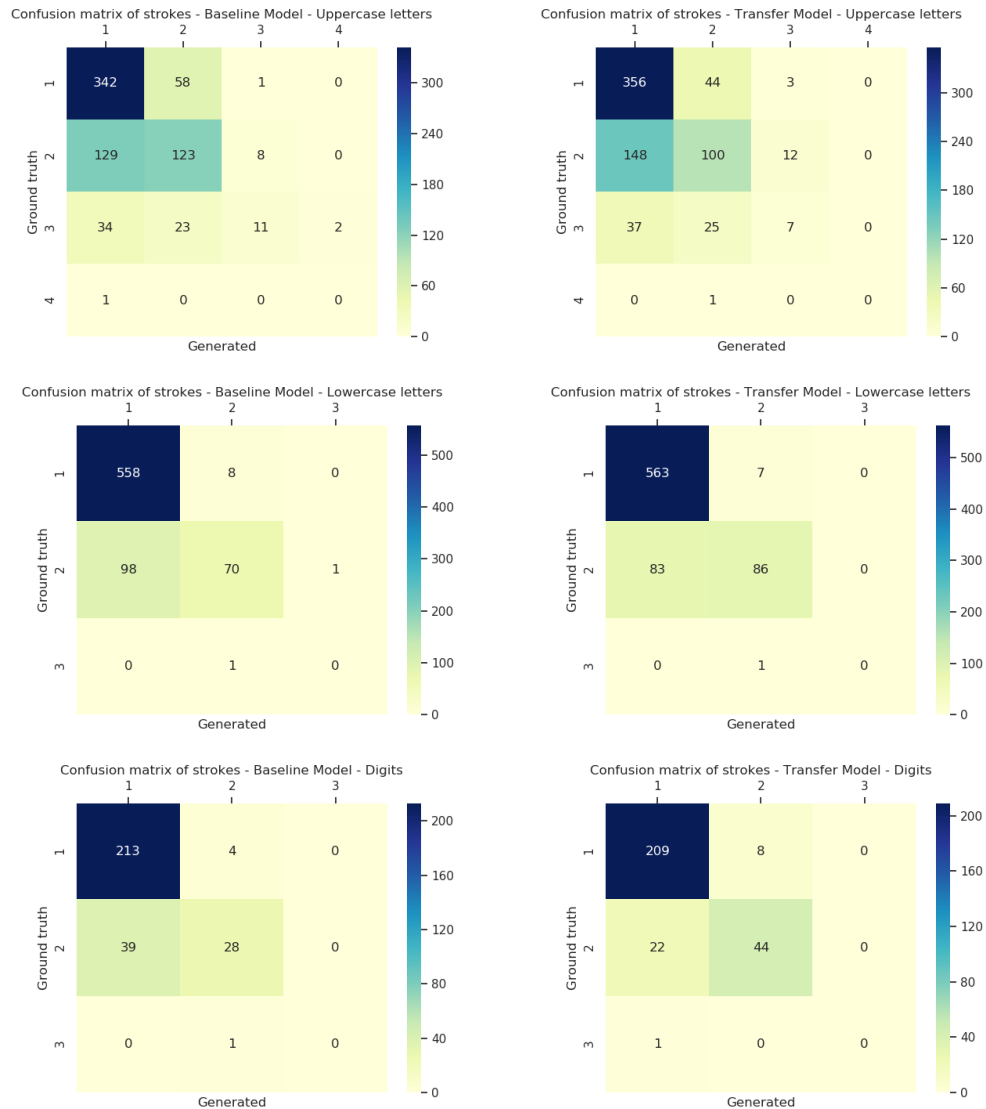 Confusion matrix of strokes - Baseline Model - Uppercase letters
1 2 3 4
Ground truth
1 342 58 1 0
2 129 123 8 0
3 34 23 11 2
4 1 0 0 0
Generated
300
240
180
120
60
0
Confusion matrix of strokes - Transfer Model - Uppercase letters
1 2 3 4
Ground truth
1 356 44 3 0
2 148 100 12 0
3 37 25 7 0
4 0 1 0 0
Generated
300
240
180
120
60
0
Confusion matrix of strokes - Baseline Model - Lowercase letters
1 2 3
Ground truth
1 558 8 0
2 98 70 1
3 0 1 0
Generated
500
400
300
200
100
0
Confusion matrix of strokes - Transfer Model - Lowercase letters
1 2 3
Ground truth
1 563 7 0
2 83 86 0
3 0 1 0
Generated
500
400
300
200
100
0
Confusion matrix of strokes - Baseline Model - Digits
1 2 3
Ground truth
1 213 4 0
2 39 28 0
3 0 1 0
Generated
200
160
120
80
40
0
Confusion matrix of strokes - Transfer Model - Digits
1 2 3
Ground truth
1 209 8 0
2 22 44 0
3 1 0 0
Generated
200
160
120
80
40
0